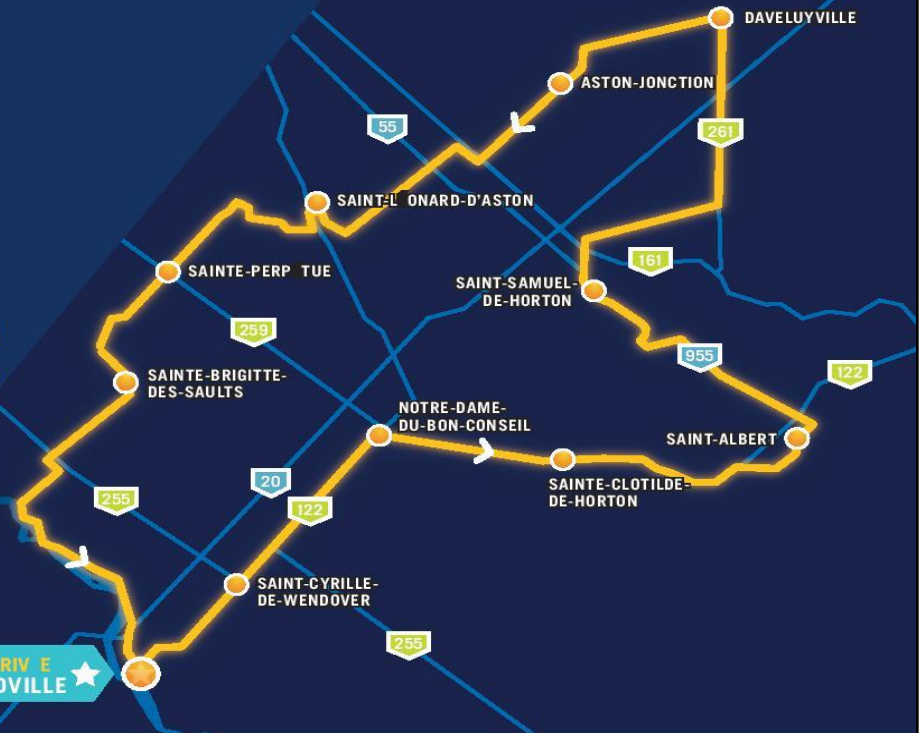 DAVELUYVILLE
ASTON-JONCTION
55
261
SAINT-L ONARD-D'ASTON
SAINTE-PERP TUE
161
SAINT-SAMUEL-
DE-HORTON
259
955
122
SAINTE-BRIGITTE-
DES-SAULTS
NOTRE-DAME-
DU-BON-CONSEIL
SAINT-ALBERT
20
SAINTE-CLOTILDE-
DE-HORTON
255
122
SAINT-CYRILLE-
DE-WENDOVER
255
RIV E
OVILLE